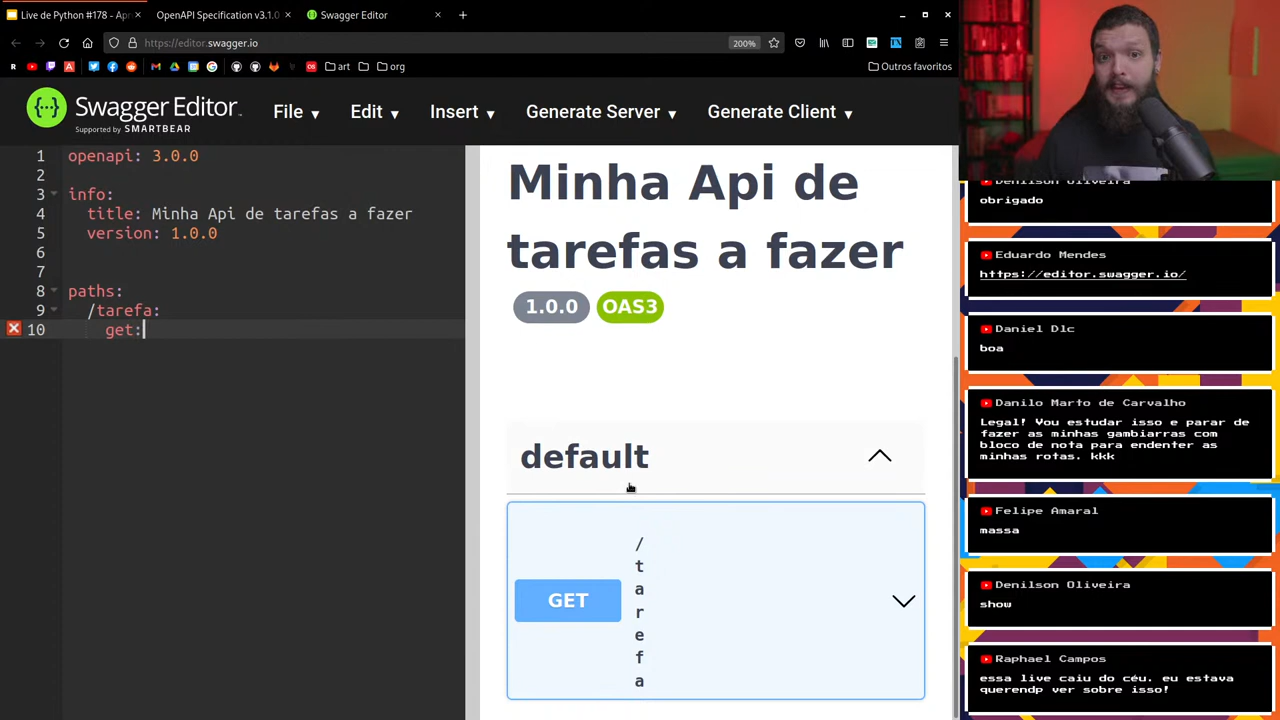 Live de Python #178 - Apr
OpenAPI Specification v3.1.0
Swagger Editor
https://editor.swagger.io
200%
art
org
Outros favoritos
Swagger Editor
Supported by SMARTBEAR
File
Edit
Insert
Generate Server
Generate Client
1 openapi: 3.0.0
2
3 info:
4 title: Minha Api de tarefas a fazer
5 version: 1.0.0
6
7
8 paths:
9 /tarefa:
10 get:
Minha Api de
tarefas a fazer
1.0.0 OAS3
default
GET
/
t
a
r
e
f
a
Denilson Oliveira
obrigado
Eduardo Mendes
https://editor.swagger.io/
Daniel Dlc
boa
Danilo Marto de Carvalho
Legal! Vou estudar isso e parar de
fazer as minhas gambiarras com
bloco de nota para endenter as
minhas rotas. kkk
Felipe Amaral
massa
Denilson Oliveira
show
Raphael Campos
essa live caiu do céu. eu estava
querendp ver sobre isso!